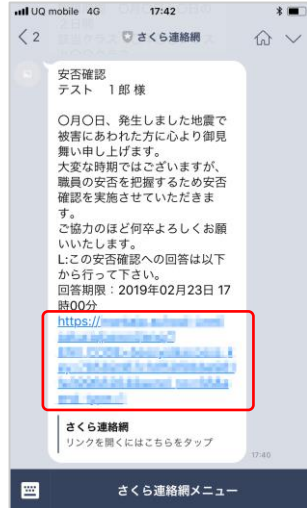 UQ mobile 4G 17:42
2 さくら連絡網
安否確認
テスト 1郎様
〇月〇日、発生しました地震で
被害にあわれた方に心より御見
舞い申し上げます。
大変な時期ではございますが、
職員の安否を把握するため安否
確認を実施させていただきま
す。
ご協力のほど何卒よろしくお願
いいたします。
L:この安否確認への回答は以下
から行って下さい。
回答期限：2019年02月23日 17
時00分
https://
さくら連絡網
リンクを開くにはこちらをタップ
17:40
さくら連絡網メニュー